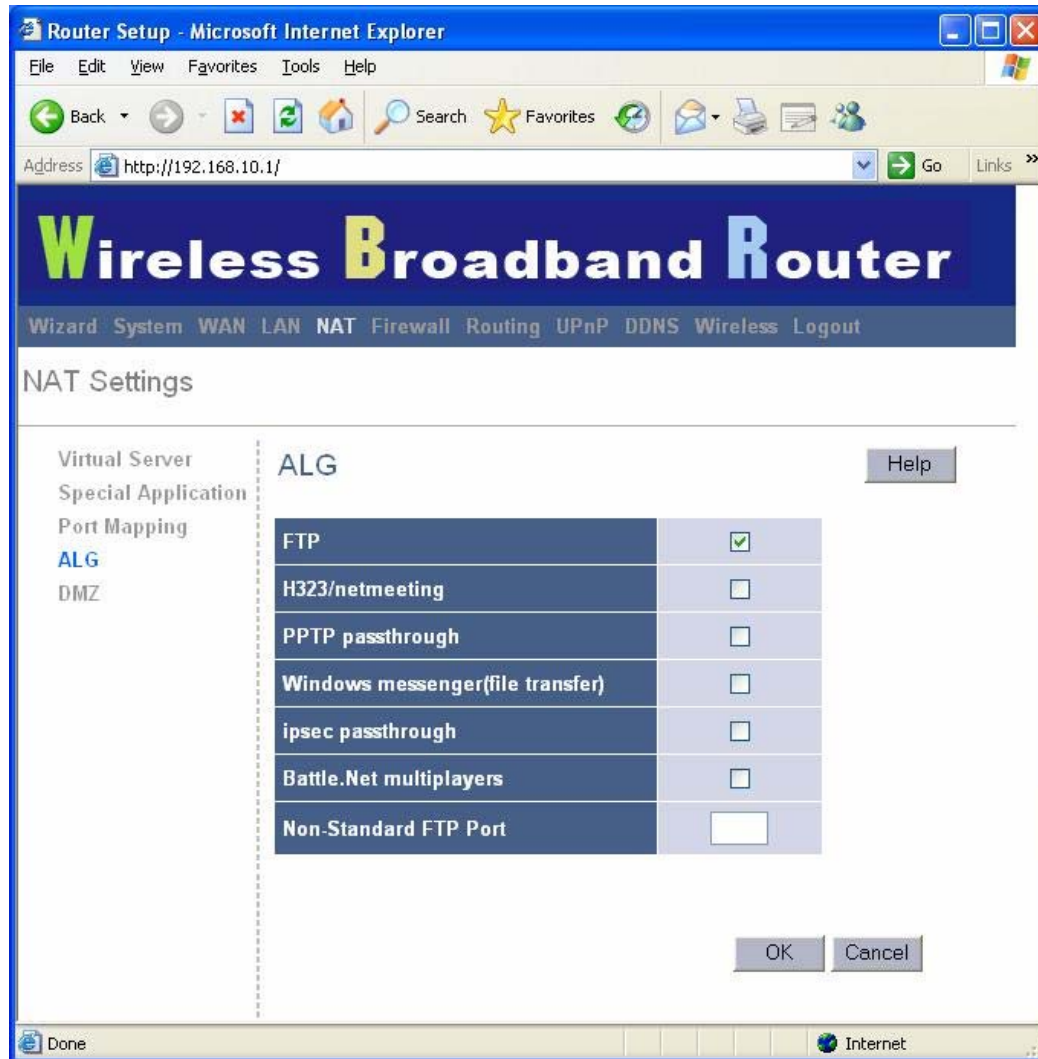 Router Setup - Microsoft Internet Explorer
File Edit View Favorites Tools Help
Back Search Favorites
Address http://192.168.10.1/ Go Links »
Wireless Broadband Router
Wizard System WAN LAN NAT Firewall Routing UPnP DDNS Wireless Logout
NAT Settings
Virtual Server
Special Application
Port Mapping
ALG
DMZ
ALG
Help
FTP
H323/netmeeting
PPTP passthrough
Windows messenger(file transfer)
ipsec passthrough
Battle.Net multiplayers
Non-Standard FTP Port
OK Cancel
Done Internet